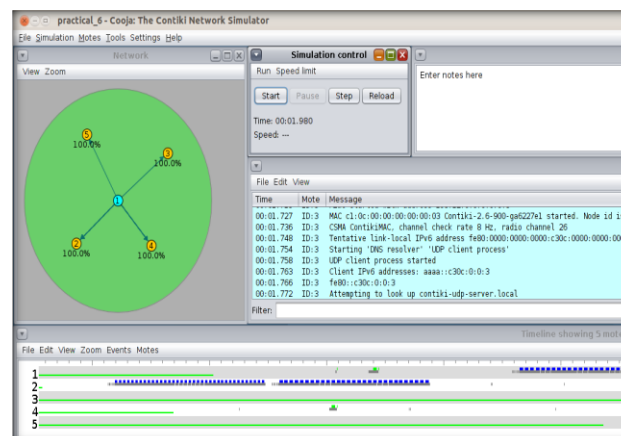 practical_6 - Cooja: The Contiki Network Simulator
File Simulation Motes Tools Settings Help
Network
View Zoom
5
100.0%
3
100.0%
1
2
100.0%
4
100.0%
Simulation control
Run Speed limit
Start Pause Step Reload
Time: 00:01.980
Speed: ---
Enter notes here
File Edit View
Time Mote Message
00:01.727 ID:3 MAC c1:0c:00:00:00:00:00:03 Contiki-2.6-900-ga6227e1 started. Node id i
00:01.736 ID:3 CSMA ContikiMAC, channel check rate 8 Hz, radio channel 26
00:01.748 ID:3 Tentative link-local IPv6 address fe80:0000:0000:0000:c30c:0000:0000:000
00:01.754 ID:3 Starting 'DNS resolver' 'UDP client process'
00:01.758 ID:3 UDP client process started
00:01.763 ID:3 Client IPv6 addresses: aaaa::c30c:0:0:3
00:01.766 ID:3 fe80::c30c:0:0:3
00:01.772 ID:3 Attempting to look up contiki-udp-server.local
Filter:
Timeline showing 5 mot
File Edit View Zoom Events Motes
1
2
3
4
5